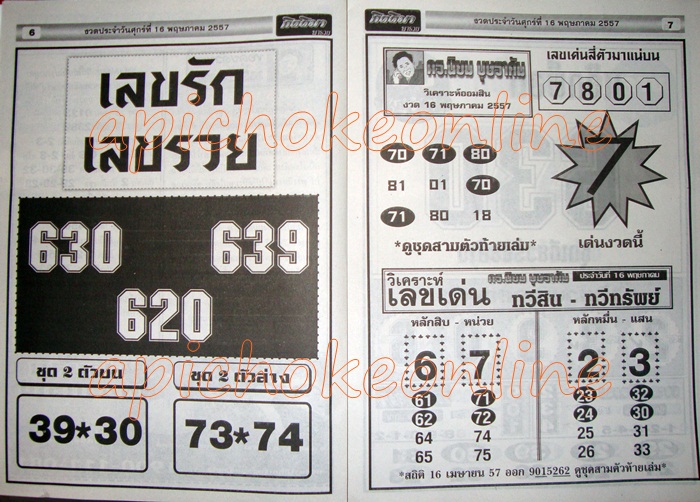 6
งวดประจำวันศุกร์ที่ 16 พฤษภาคม 2557
เลขรัก
เลขรวย
630
639
620
ชุด 2 ตัวบน
ชุด 2 ตัวล่าง
39*30
73*74
งวดประจำวันศุกร์ที่ 16 พฤษภาคม 2557
7
วิเคราะห์ออมสิน
งวด 16 พฤษภาคม 2557
เลขเด่นสี่ตัวมาแน่บน
7 8 0 1
70 71 80
81 01 70
71 80 18
*ดูชุดสามตัวท้ายเล่ม*
7
เด่นงวดนี้
วิเคราะห์
ประจำวันที่ 16 พฤษภาคม
เลขเด่น
ทวีสิน - ทวีทรัพย์
หลักสิบ - หน่วย
หลักหมื่น - แสน
6 7 2 3
61 71 23 32
62 72 24 30
64 74 25 31
65 75 26 33
*สถิติ 16 เมษายน 57 ออก 9015262 ดูชุดสามตัวท้ายเล่ม*
apichokeonline
apichokeonline